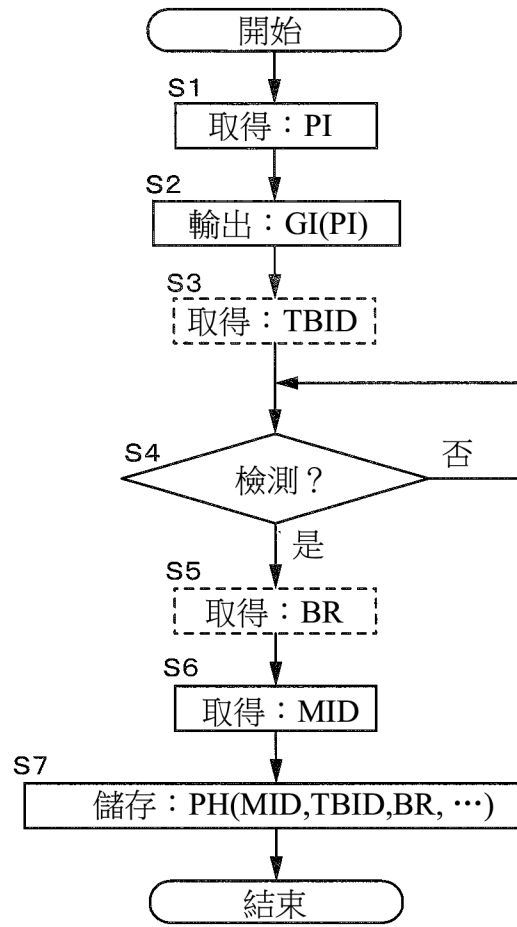 開始
S1
取得：PI
S2
輸出：GI(PI)
S3
取得：TBID
S4
檢測？
否
是
S5
取得：BR
S6
取得：MID
S7
儲存：PH(MID,TBID,BR, ⋯)
結束